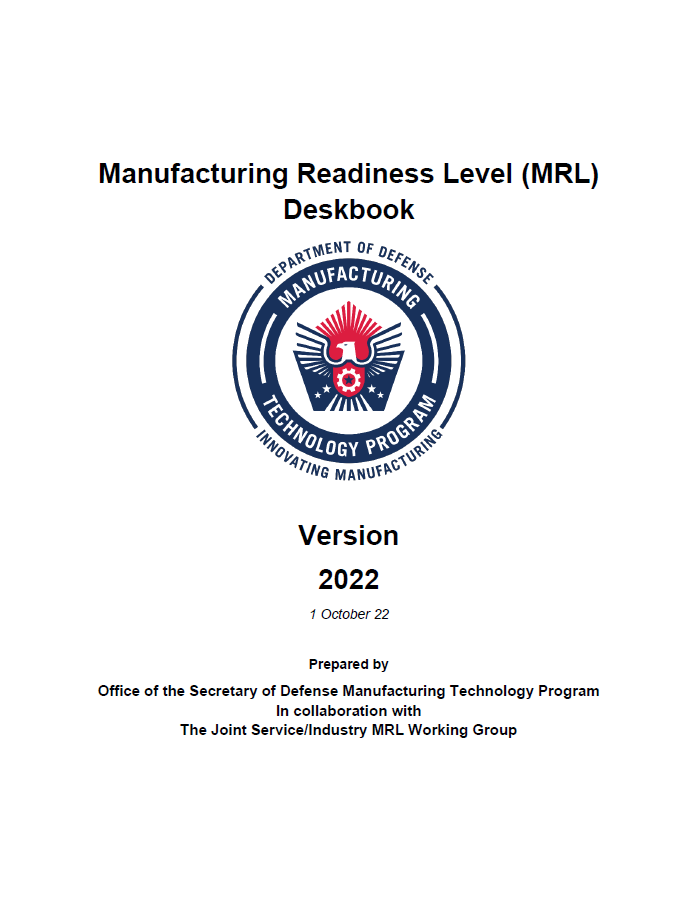 Manufacturing Readiness Level (MRL)
Deskbook
DEPARTMENT OF DEFENSE
MANUFACTURING
TECHNOLOGY PROGRAM
INNOVATING MANUFACTURING
Version
2022
1 October 22
Prepared by
Office of the Secretary of Defense Manufacturing Technology Program
In collaboration with
The Joint Service/Industry MRL Working Group